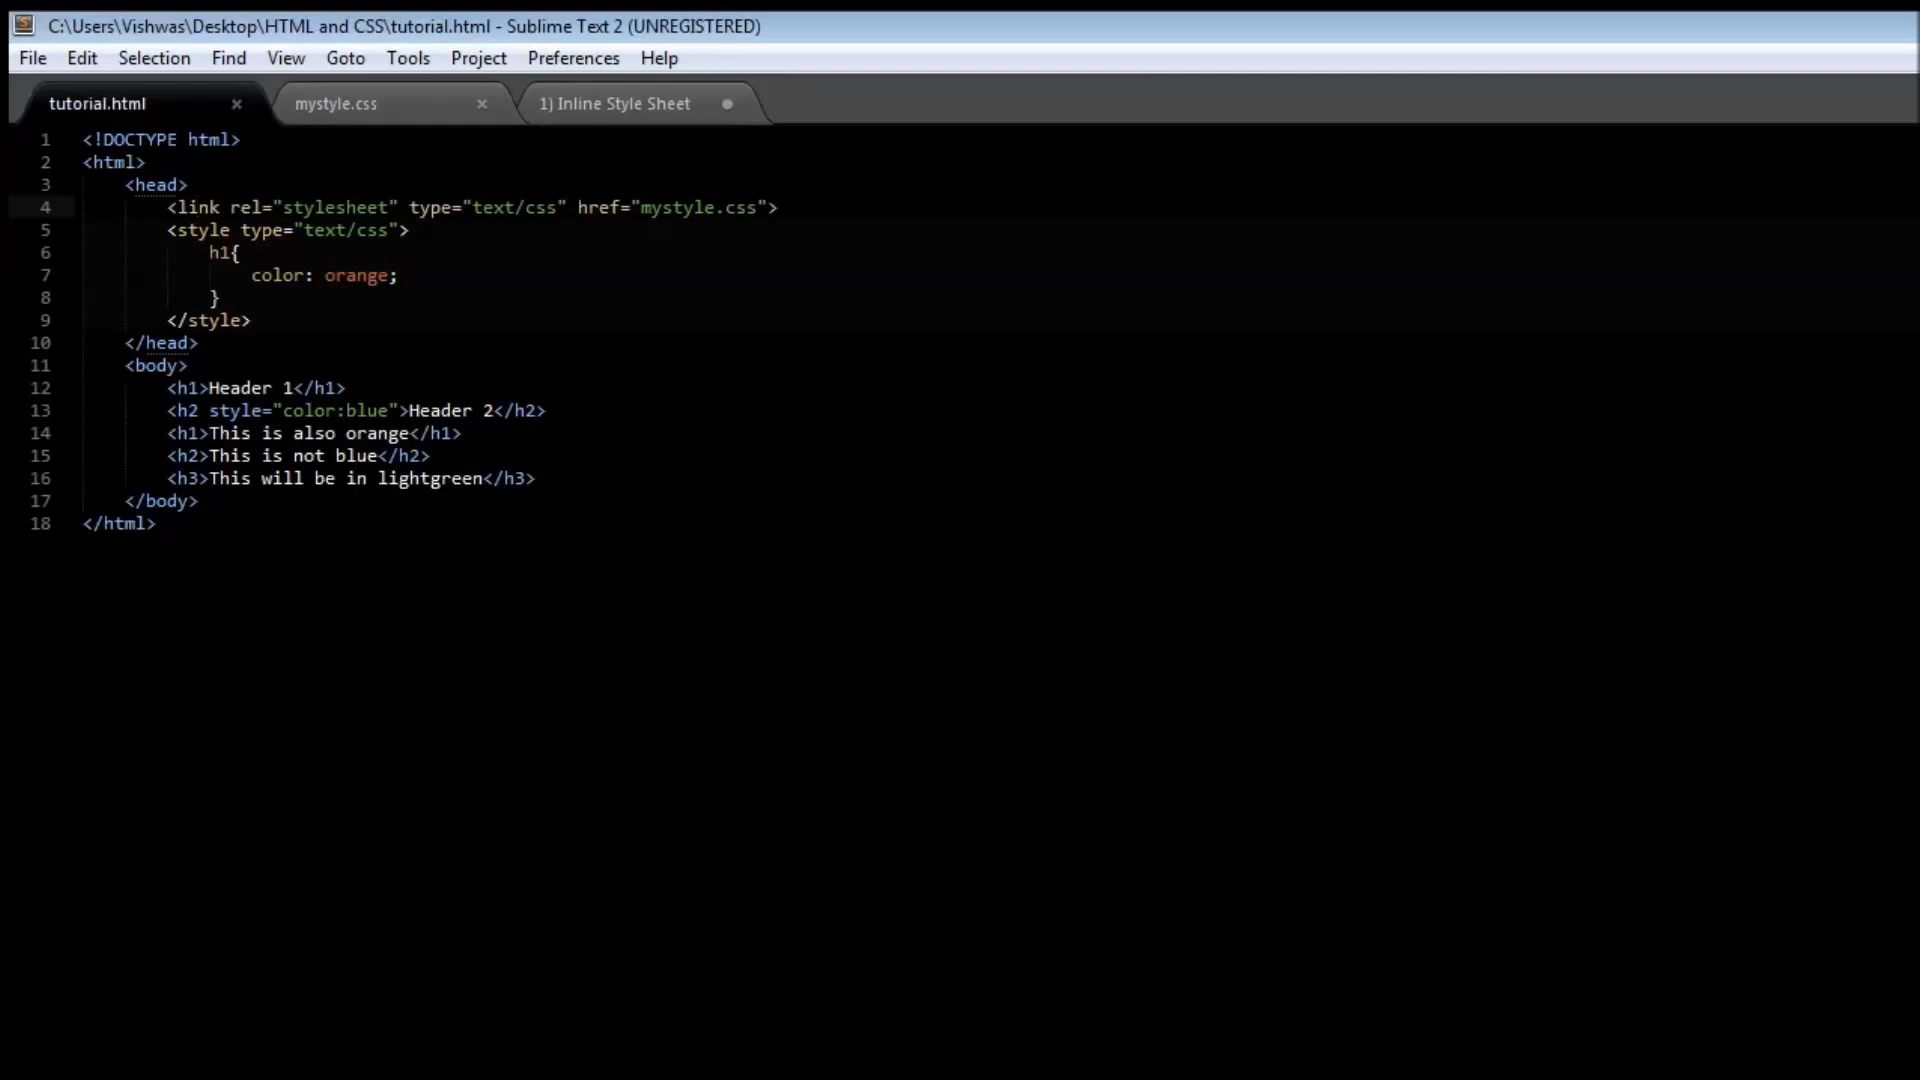 C:\Users\Vishwas\Desktop\HTML and CSS\tutorial.html - Sublime Text 2 (UNREGISTERED)
File Edit Selection Find View Goto Tools Project Preferences Help
tutorial.html × mystyle.css × 1) Inline Style Sheet
1 <!DOCTYPE html>
2 <html>
3 <head>
4 <link rel="stylesheet" type="text/css" href="mystyle.css">
5 <style type="text/css">
6 h1{
7 color: orange;
8 }
9 </style>
10 </head>
11 <body>
12 <h1>Header 1</h1>
13 <h2 style="color:blue">Header 2</h2>
14 <h1>This is also orange</h1>
15 <h2>This is not blue</h2>
16 <h3>This will be in lightgreen</h3>
17 </body>
18 </html>